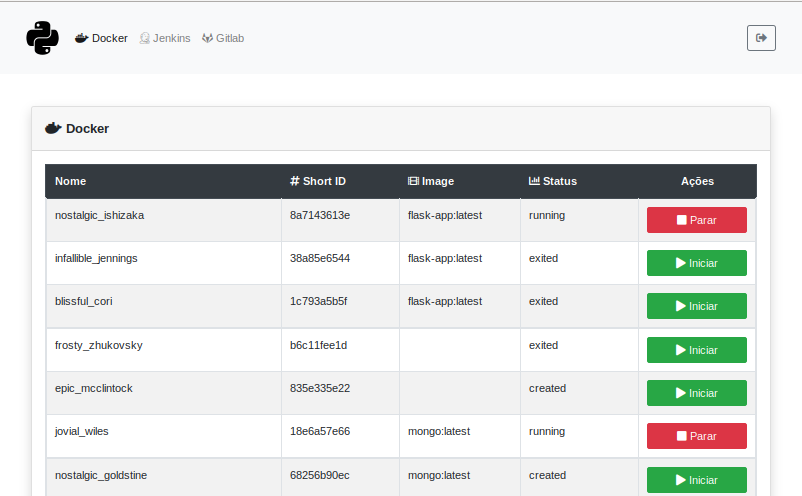 Docker Jenkins Gitlab
Docker
Nome # Short ID Image Status Ações
nostalgic_ishizaka 8a7143613e flask-app:latest running Parar
infallible_jennings 38a85e6544 flask-app:latest exited Iniciar
blissful_cori 1c793a5b5f flask-app:latest exited Iniciar
frosty_zhukovsky b6c11fee1d exited Iniciar
epic_mcclintock 835e335e22 created Iniciar
jovial_wiles 18e6a57e66 mongo:latest running Parar
nostalgic_goldstine 68256b90ec mongo:latest created Iniciar